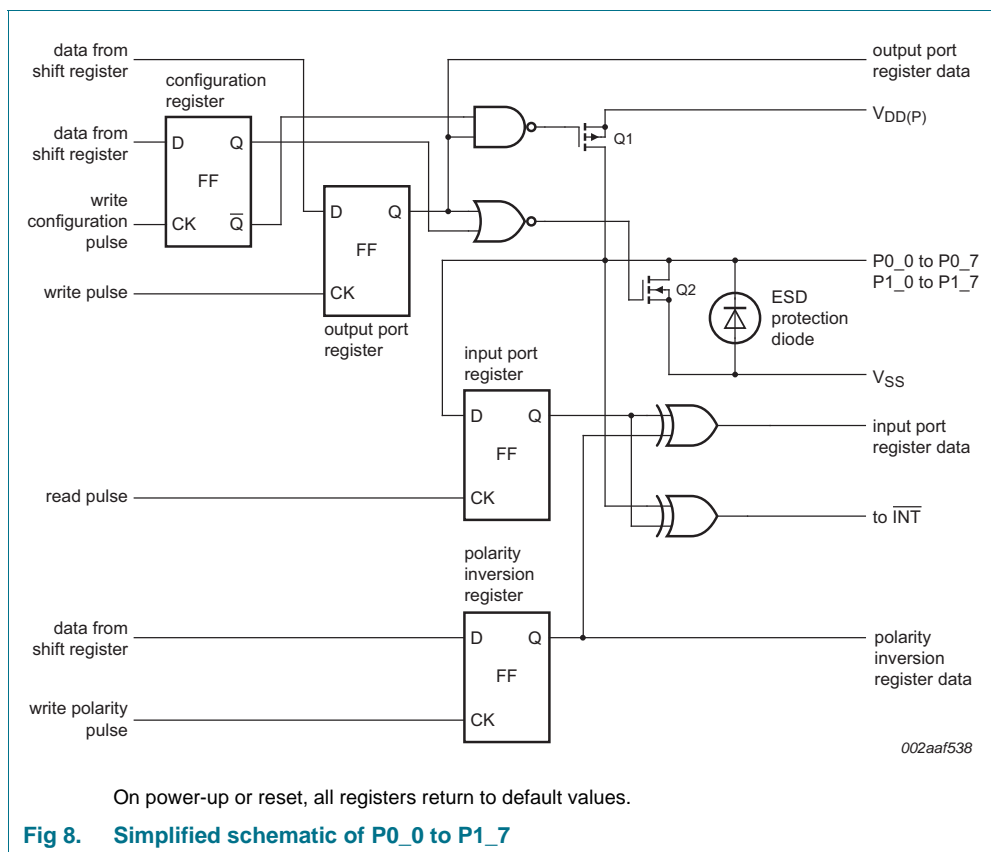 data from
shift register
output port
register data
configuration
register
V_DD(P)
Q1
data from
shift register
D
Q
FF
write
configuration
pulse
CK
Q̅
D
Q
FF
CK
write pulse
output port
register
P0_0 to P0_7
P1_0 to P1_7
Q2
ESD
protection
diode
input port
register
V_SS
D
Q
FF
CK
input port
register data
read pulse
to I̅N̅T̅
polarity
inversion
register
data from
shift register
D
Q
FF
CK
polarity
inversion
register data
write polarity
pulse
002aaf538
On power-up or reset, all registers return to default values.
Fig 8. Simplified schematic of P0_0 to P1_7